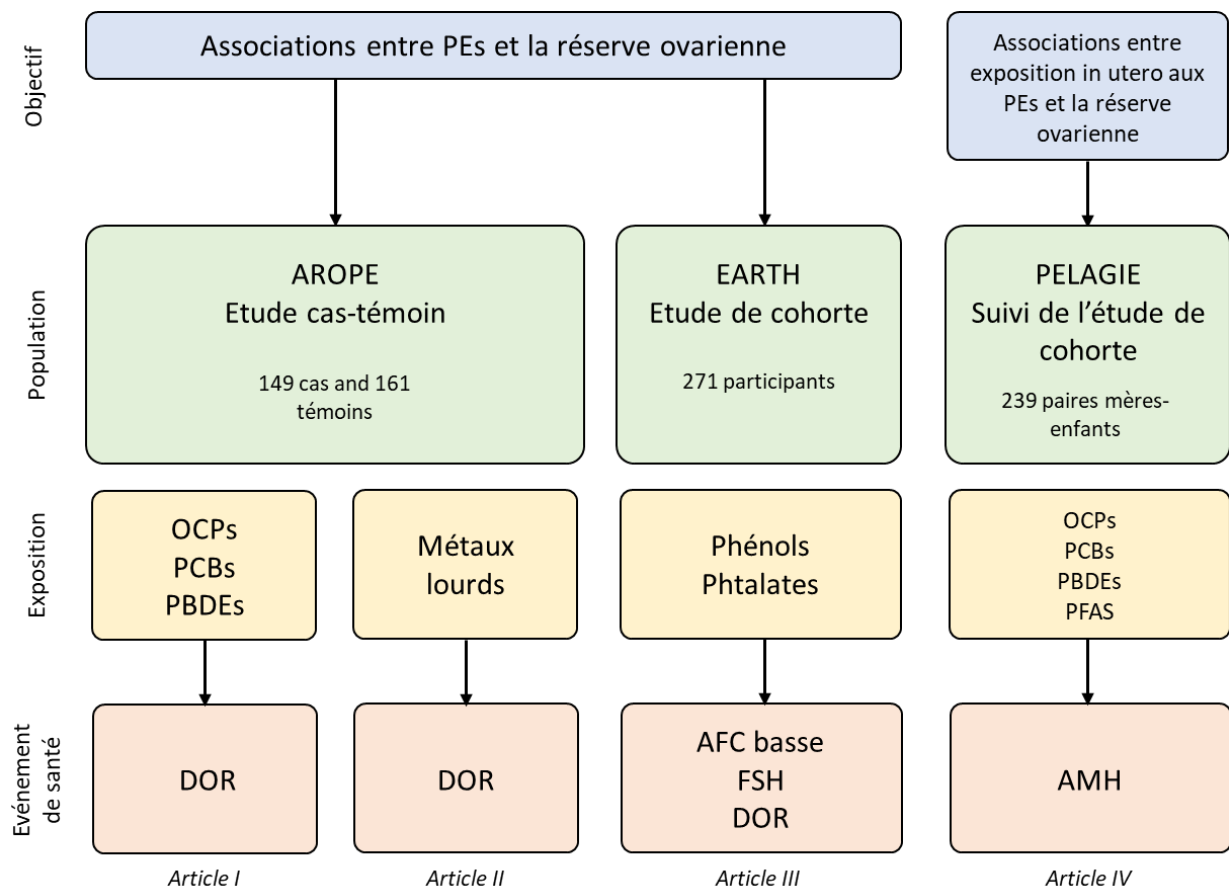 Objectif
Associations entre PEs et la réserve ovarienne
Associations entre
exposition in utero aux
PEs et la réserve
ovarienne
Population
AROPE
Etude cas-témoin
149 cas and 161
témoins
EARTH
Etude de cohorte
271 participants
PELAGIE
Suivi de l'étude de
cohorte
239 paires mères-
enfants
Exposition
OCPs
PCBs
PBDEs
Métaux
lourds
Phénols
Phtalates
OCPs
PCBs
PBDEs
PFAS
Evénement
de santé
DOR
DOR
AFC basse
FSH
DOR
AMH
Article I
Article II
Article III
Article IV